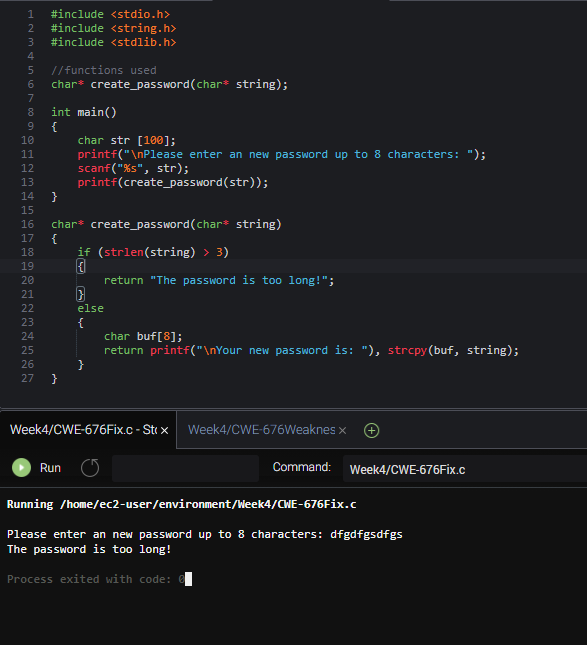 1 #include <stdio.h>
2 #include <string.h>
3 #include <stdlib.h>
4
5 //functions used
6 char* create_password(char* string);
7
8 int main()
9 {
10 char str [100];
11 printf("\nPlease enter an new password up to 8 characters: ");
12 scanf("%s", str);
13 printf(create_password(str));
14 }
15
16 char* create_password(char* string)
17 {
18 if (strlen(string) > 3)
19 {
20 return "The password is too long!";
21 }
22 else
23 {
24 char buf[8];
25 return printf("\nYour new password is: "), strcpy(buf, string);
26 }
27 }
Week4/CWE-676Fix.c - Sto × Week4/CWE-676Weaknes ×
Run Command: Week4/CWE-676Fix.c
Running /home/ec2-user/environment/Week4/CWE-676Fix.c
Please enter an new password up to 8 characters: dfgdfgsdfgs
The password is too long!
Process exited with code: 0